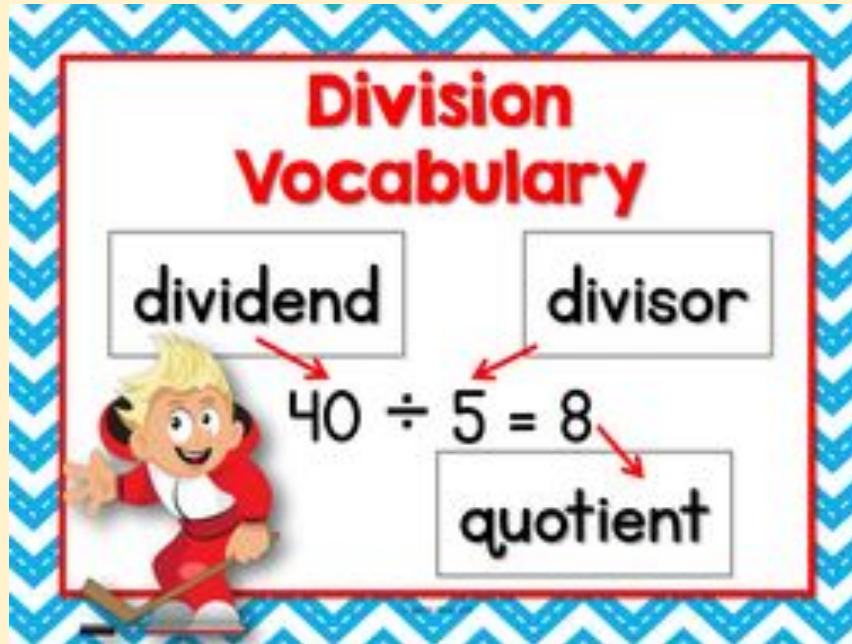 Division
Vocabulary
dividend
divisor
40 ÷ 5 = 8
quotient